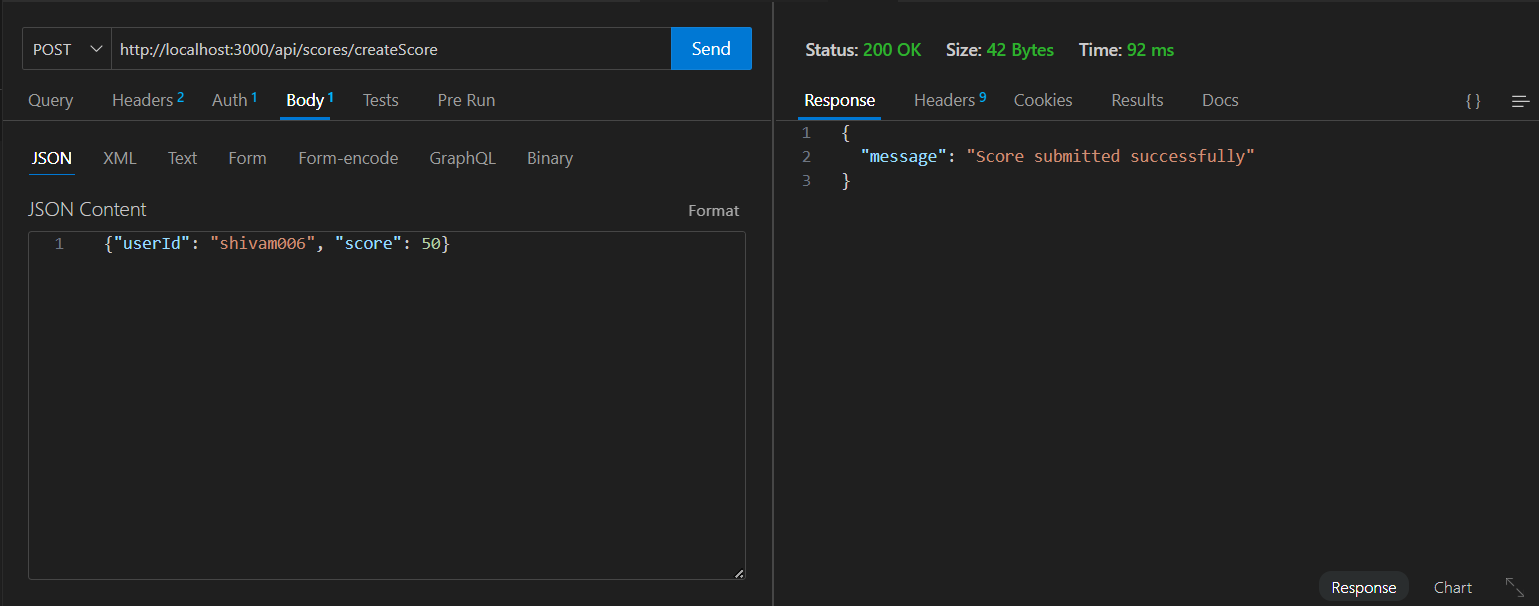 POST http://localhost:3000/api/scores/createScore Send
Query Headers 2 Auth 1 Body 1 Tests Pre Run
JSON XML Text Form Form-encode GraphQL Binary
JSON Content Format
1 {"userId": "shivam006", "score": 50}
Status: 200 OK Size: 42 Bytes Time: 92 ms
Response Headers 9 Cookies Results Docs { }
1 {
2 "message": "Score submitted successfully"
3 }
Response Chart